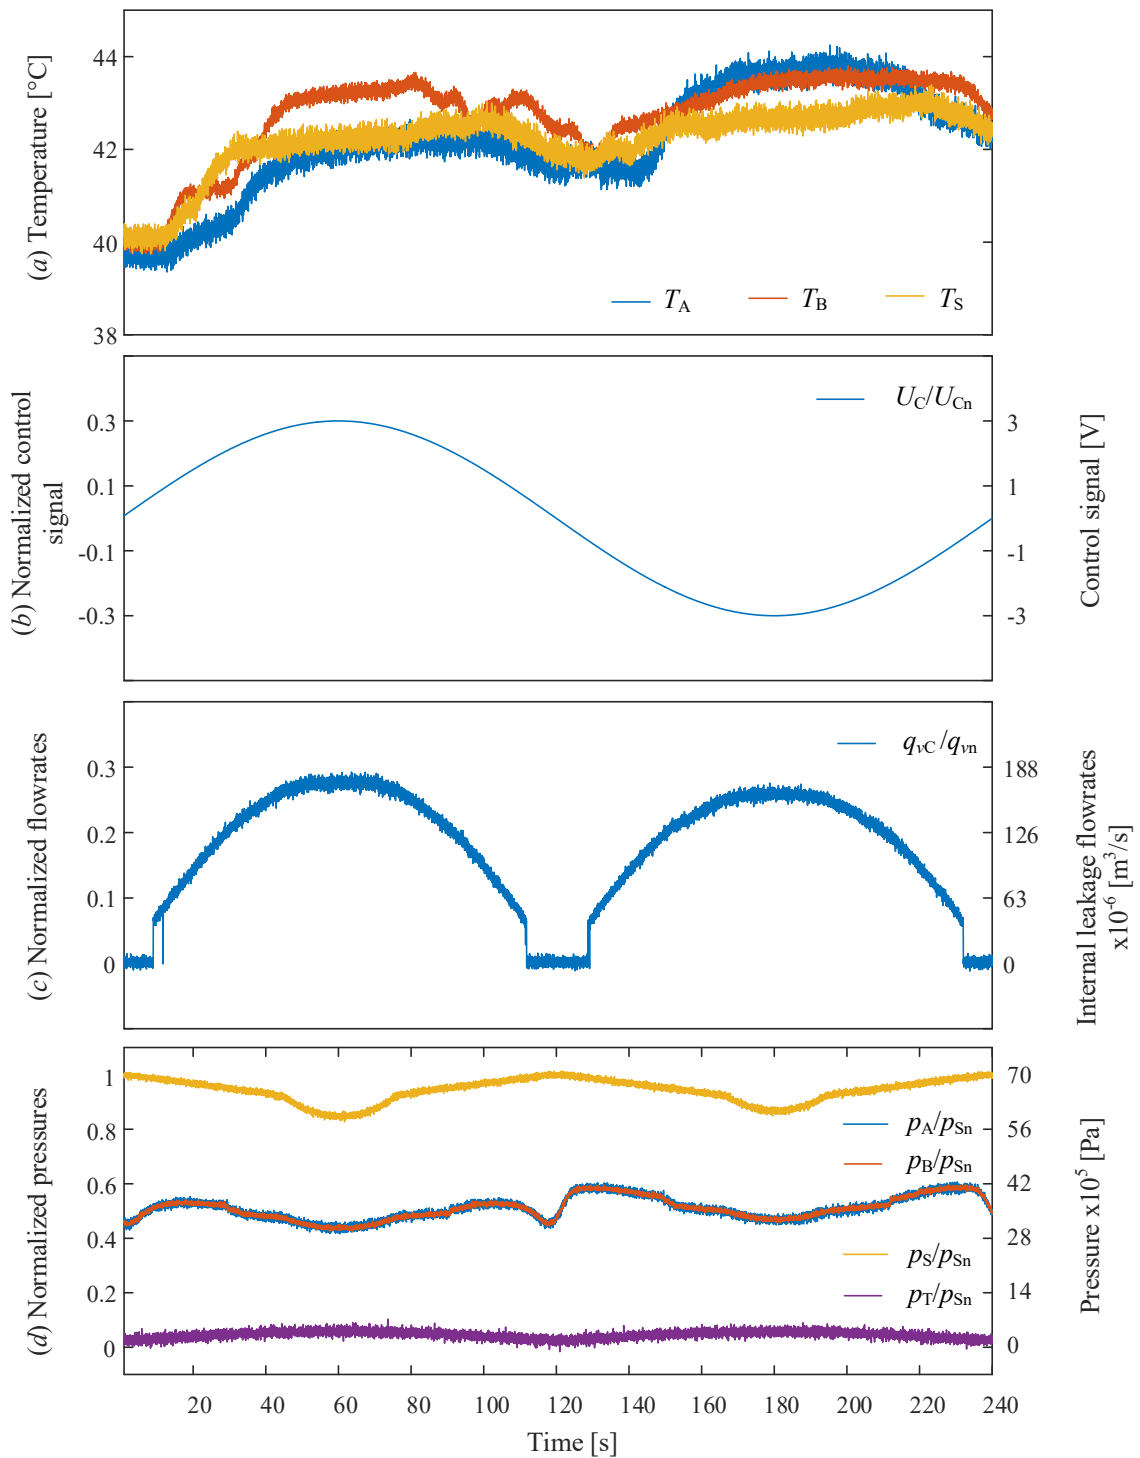 (a) Temperature [°C]
44
42
40
38
T_A
T_B
T_S
(b) Normalized control
signal
0.3
0.1
-0.1
-0.3
U_C/U_Cn
3
1
-1
-3
Control signal [V]
(c) Normalized flowrates
0.3
0.2
0.1
0
q_vC/q_vn
188
126
63
0
Internal leakage flowrates
x10^-6 [m^3/s]
(d) Normalized pressures
1
0.8
0.6
0.4
0.2
0
p_A/p_Sn
p_B/p_Sn
p_S/p_Sn
p_T/p_Sn
70
56
42
28
14
0
Pressure x10^5 [Pa]
20 40 60 80 100 120 140 160 180 200 220 240
Time [s]